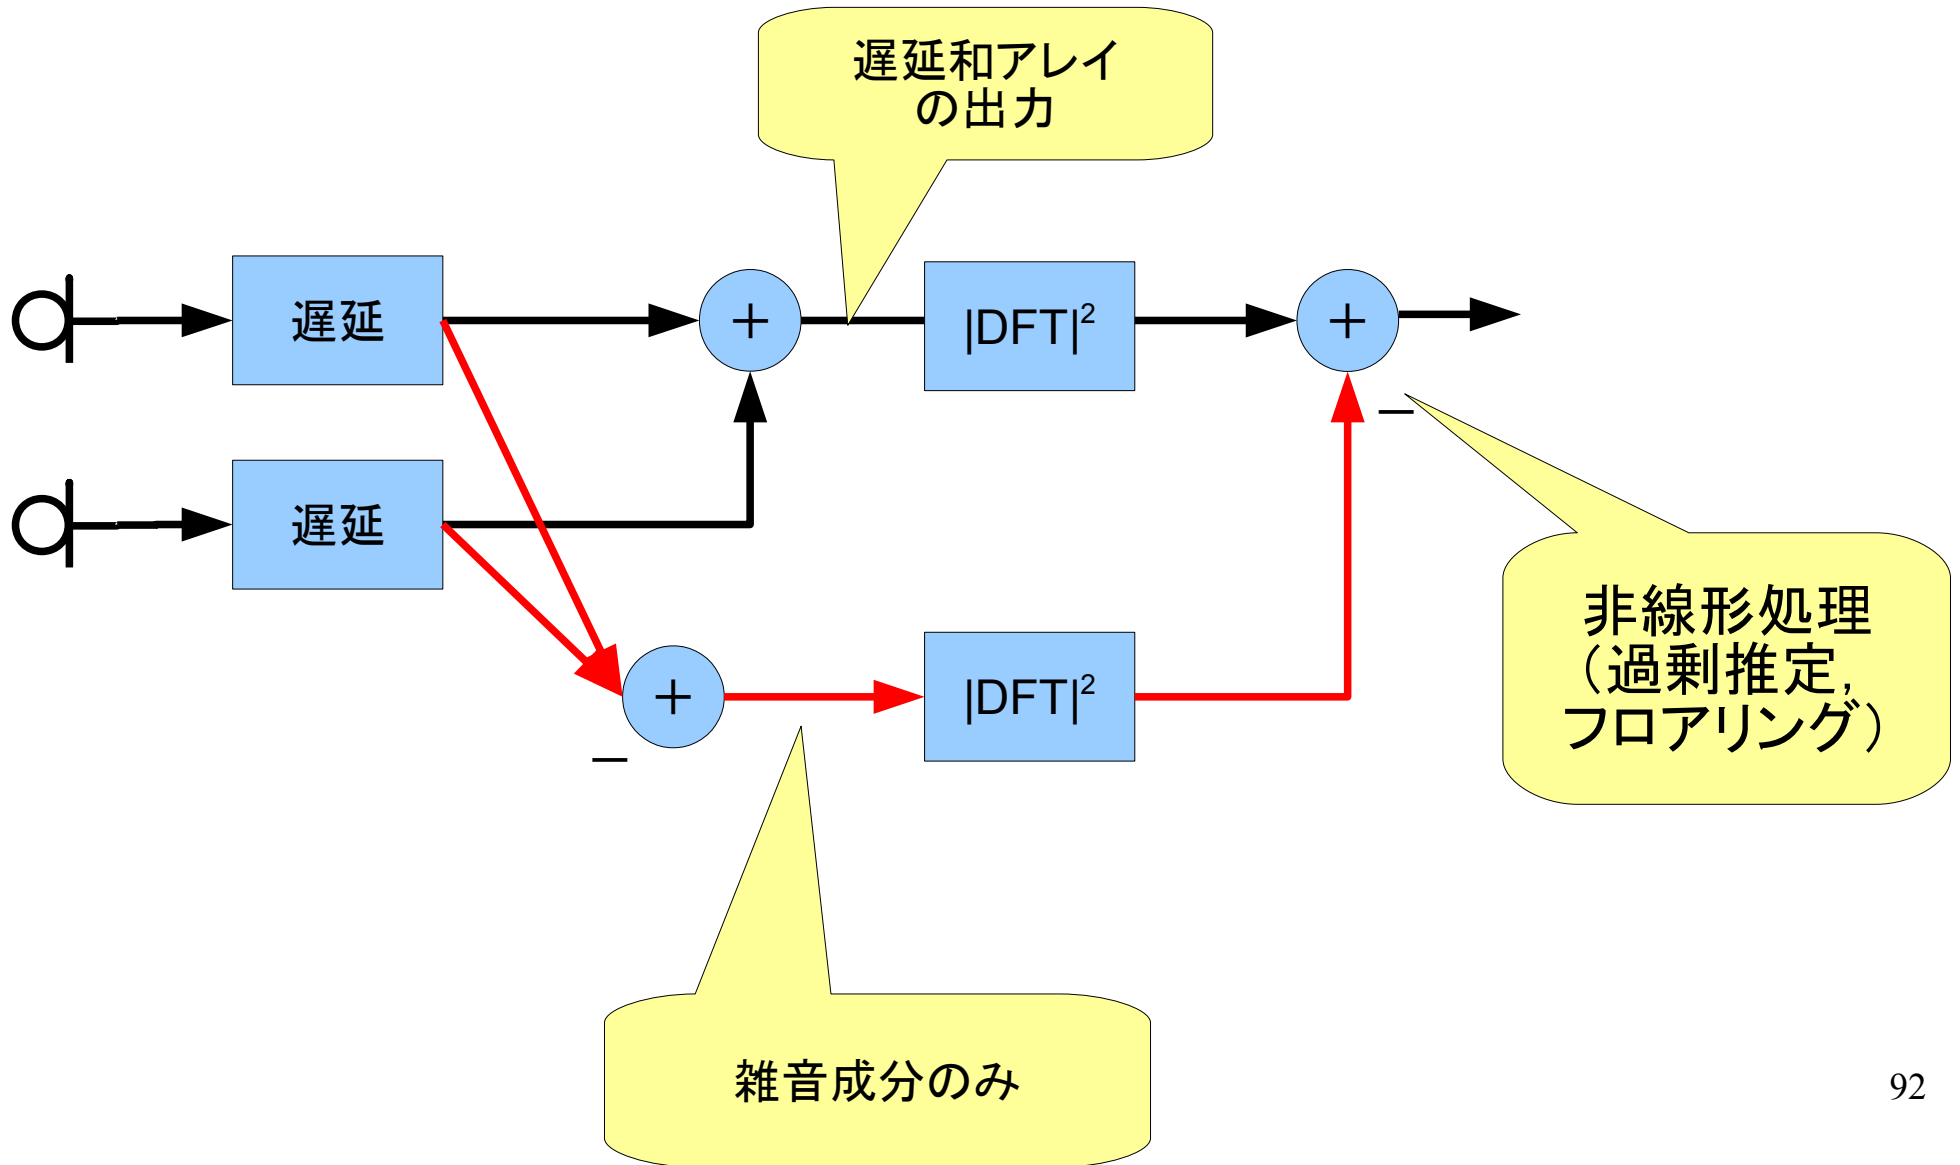 遅延和アレイ
の出力
遅延
+
|DFT|²
+
−
遅延
非線形処理
（過剰推定,
フロアリング）
+
−
|DFT|²
雑音成分のみ
92